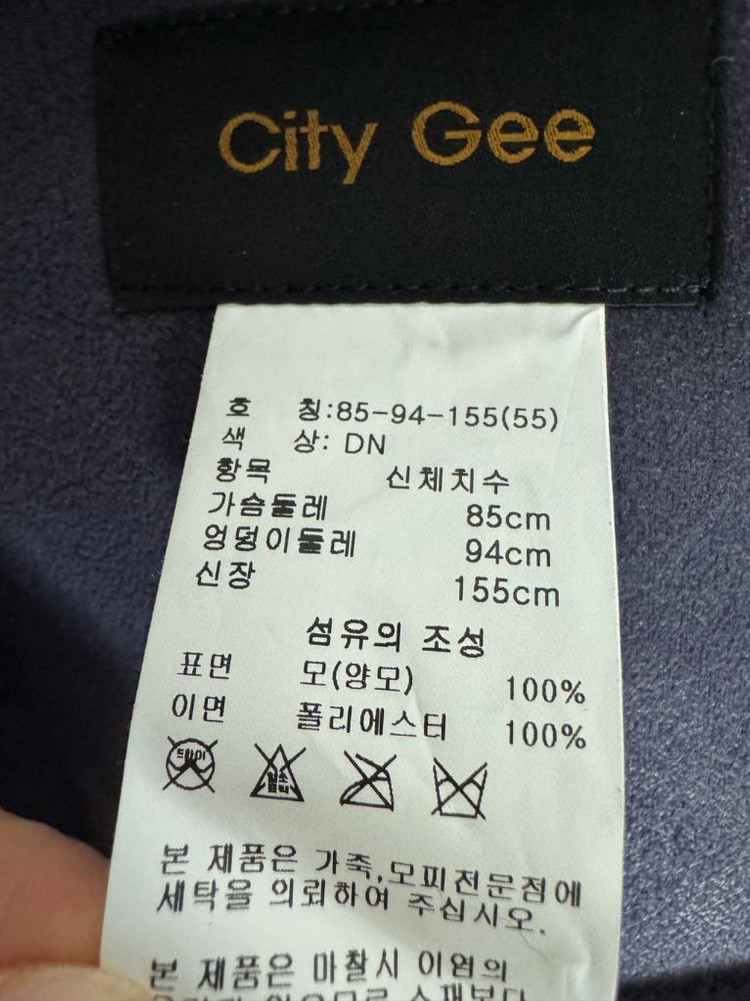 City Gee
호 칭:85-94-155(55)
색 상: DN
항목 신체치수
가슴둘레 85cm
엉덩이둘레 94cm
신장 155cm
섬유의 조성
표면 모(양모) 100%
이면 폴리에스터 100%
드라이
본 제품은 가죽,모피전문점에
세탁을 의뢰하여 주십시오.
본 제품은 마찰시 이염의